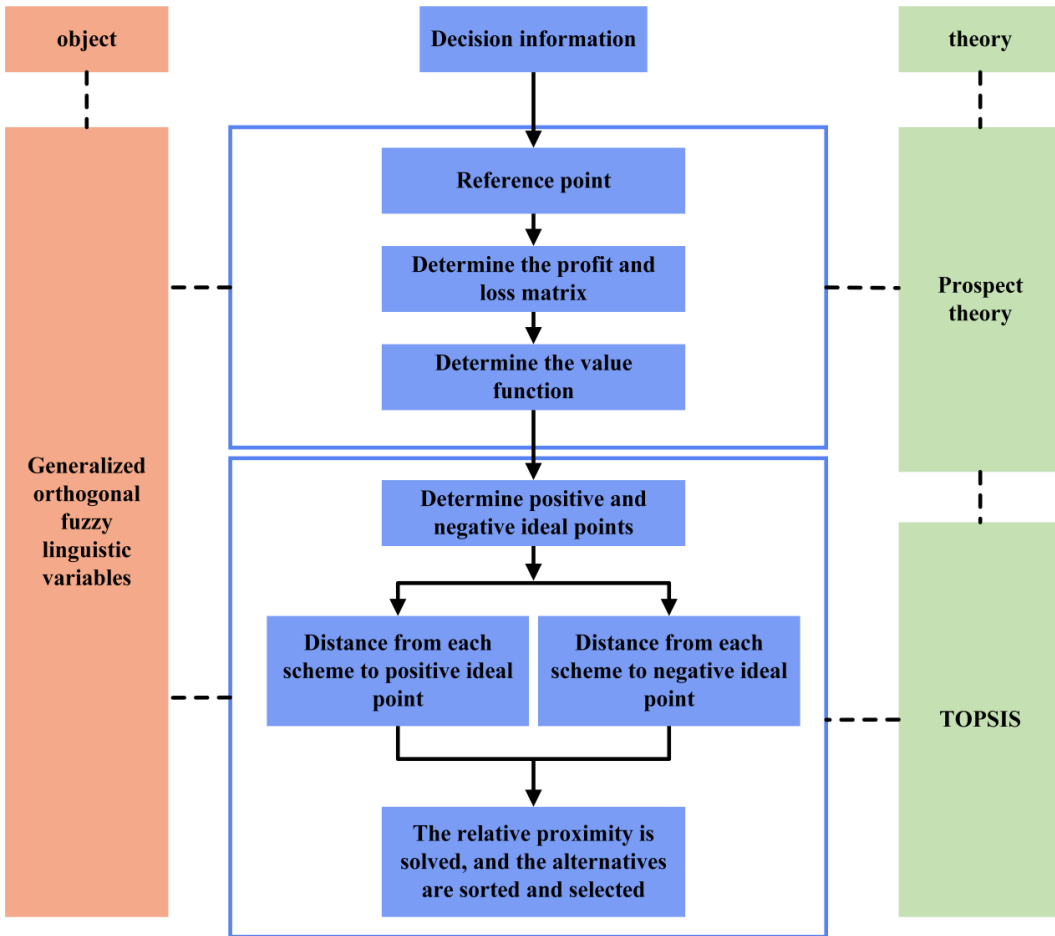 object
Decision information
theory
Reference point
Determine the profit and
loss matrix
Prospect
theory
Determine the value
function
Generalized
orthogonal
fuzzy
linguistic
variables
Determine positive and
negative ideal points
Distance from each
scheme to positive ideal
point
Distance from each
scheme to negative ideal
point
TOPSIS
The relative proximity is
solved, and the alternatives
are sorted and selected